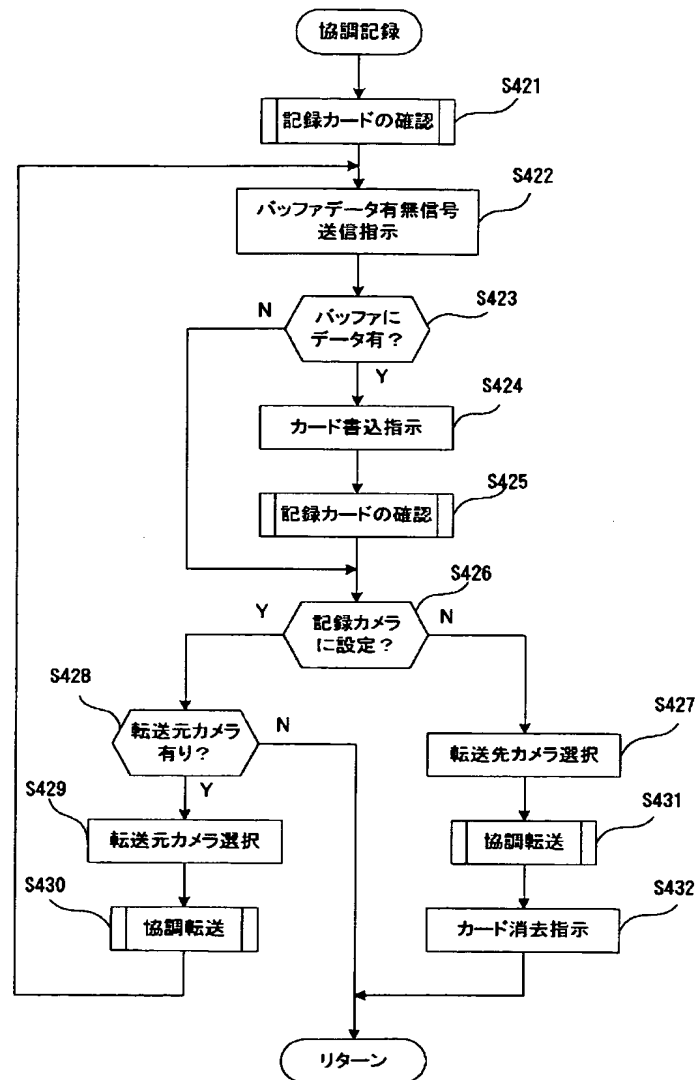 協調記録
S421
記録カードの確認
S422
バッファデータ有無信号
送信指示
S423
N
バッファに
データ有?
Y
S424
カード書込指示
S425
記録カードの確認
S426
Y
記録カメラ
に設定?
N
S428
転送元カメラ
有り?
N
Y
S427
転送先カメラ選択
S429
転送元カメラ選択
S431
協調転送
S430
協調転送
S432
カード消去指示
リターン